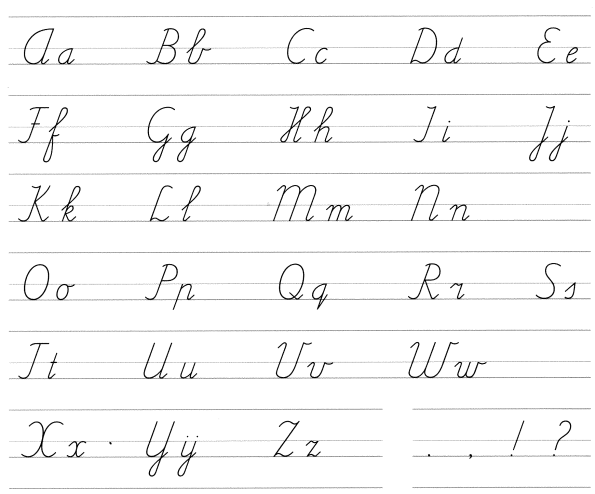 Aa Bb Cc Dd Ee
Ff Gg Hh Ii Jj
Kk Ll Mm Nn
Oo Pp Qq Rr Ss
Tt Uu Vv Ww
Xx · Yÿ Zz . , ! ?